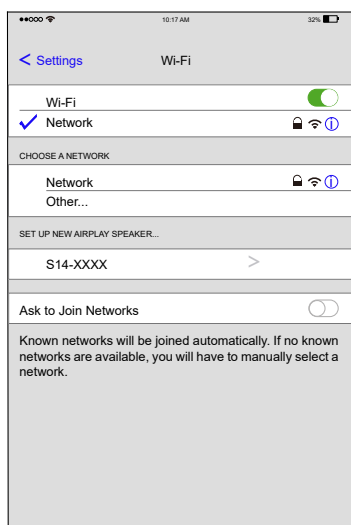 10:17 AM 32%
< Settings Wi-Fi
Wi-Fi
Network
CHOOSE A NETWORK
Network
Other...
SET UP NEW AIRPLAY SPEAKER...
S14-XXXX >
Ask to Join Networks
Known networks will be joined automatically. If no known
networks are available, you will have to manually select a
network.